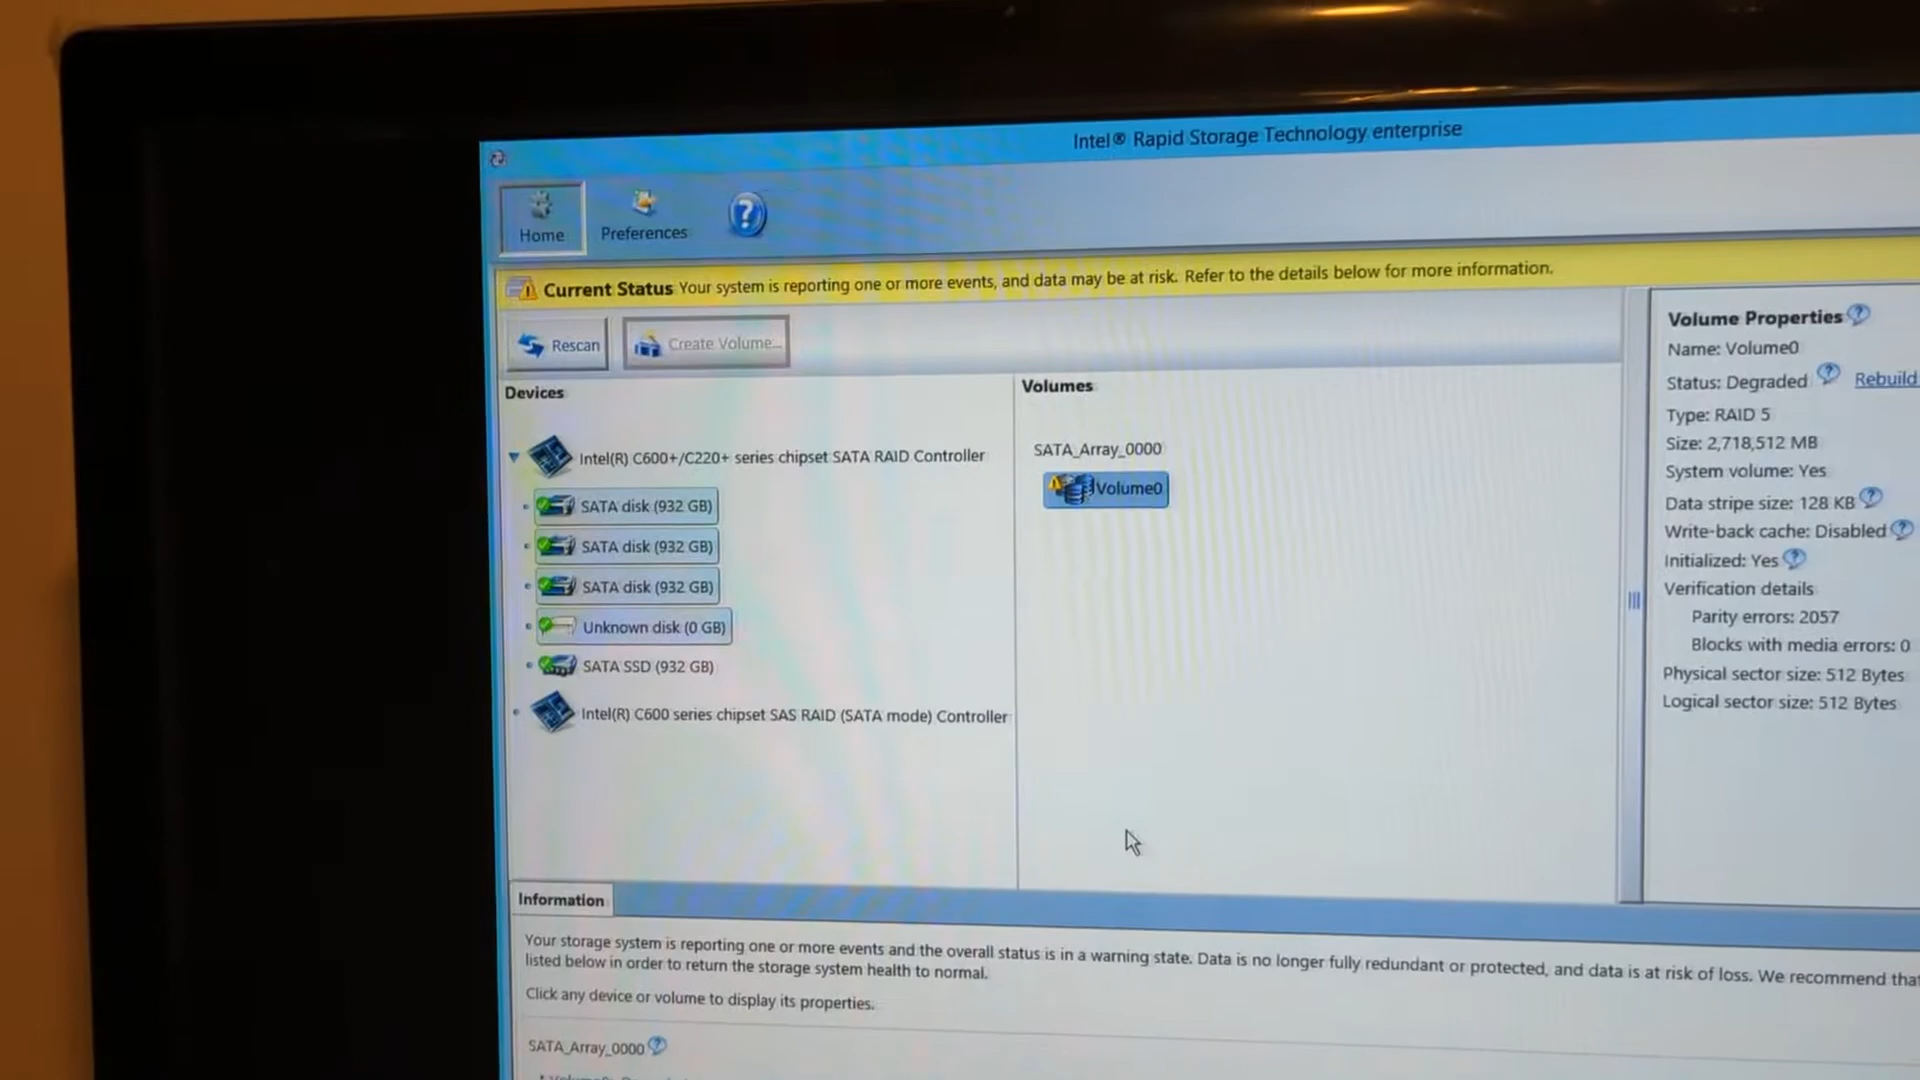 Intel® Rapid Storage Technology enterprise
Home
Preferences
?
Current Status Your system is reporting one or more events, and data may be at risk. Refer to the details below for more information.
Rescan
Create Volume...
Devices
Intel(R) C600+/C220+ series chipset SATA RAID Controller
SATA disk (932 GB)
SATA disk (932 GB)
SATA disk (932 GB)
Unknown disk (0 GB)
SATA SSD (932 GB)
Intel(R) C600 series chipset SAS RAID (SATA mode) Controller
Volumes
SATA_Array_0000
Volume0
Volume Properties
Name: Volume0
Status: Degraded Rebuild
Type: RAID 5
Size: 2,718,512 MB
System volume: Yes
Data stripe size: 128 KB
Write-back cache: Disabled
Initialized: Yes
Verification details
Parity errors: 2057
Blocks with media errors: 0
Physical sector size: 512 Bytes
Logical sector size: 512 Bytes
Information
Your storage system is reporting one or more events and the overall status is in a warning state. Data is no longer fully redundant or protected, and data is at risk of loss. We recommend that
listed below in order to return the storage system health to normal.
Click any device or volume to display its properties.
SATA_Array_0000